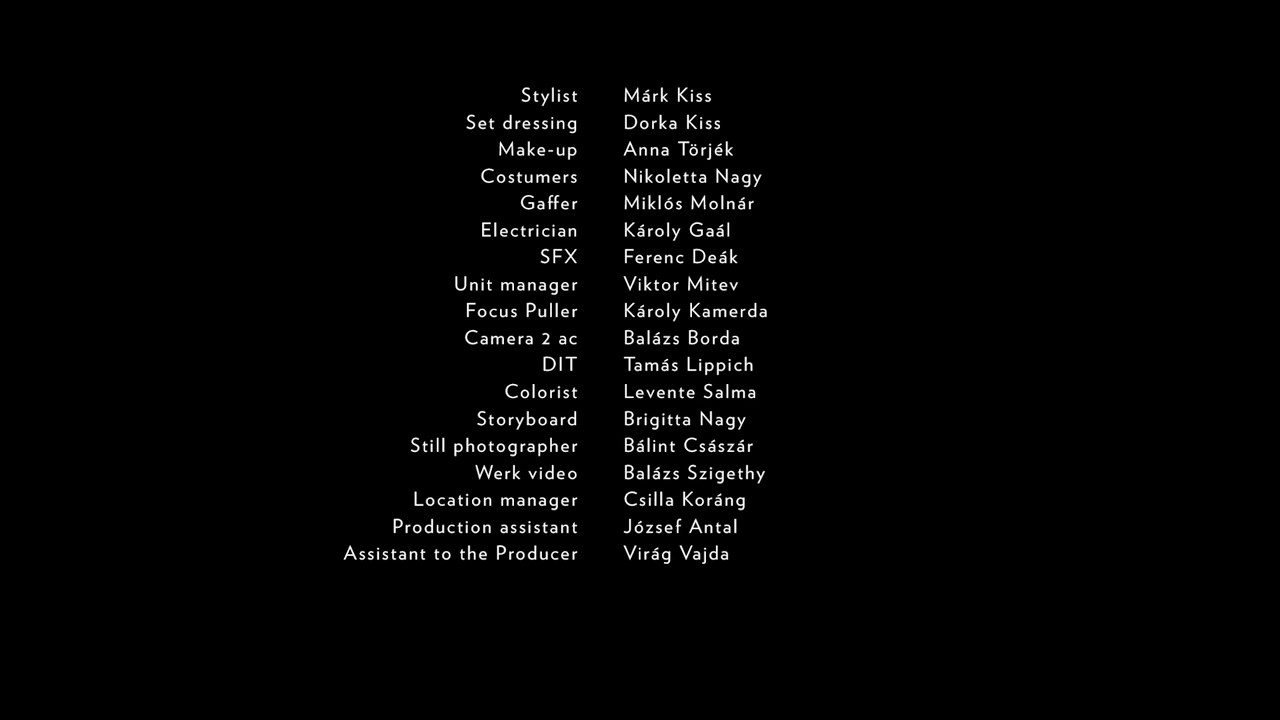 Stylist Márk Kiss
Set dressing Dorka Kiss
Make-up Anna Törjék
Costumers Nikoletta Nagy
Gaffer Miklós Molnár
Electrician Károly Gaál
SFX Ferenc Deák
Unit manager Viktor Mitev
Focus Puller Károly Kamerda
Camera 2 ac Balázs Borda
DIT Tamás Lippich
Colorist Levente Salma
Storyboard Brigitta Nagy
Still photographer Bálint Császár
Werk video Balázs Szigethy
Location manager Csilla Koráng
Production assistant József Antal
Assistant to the Producer Virág Vajda